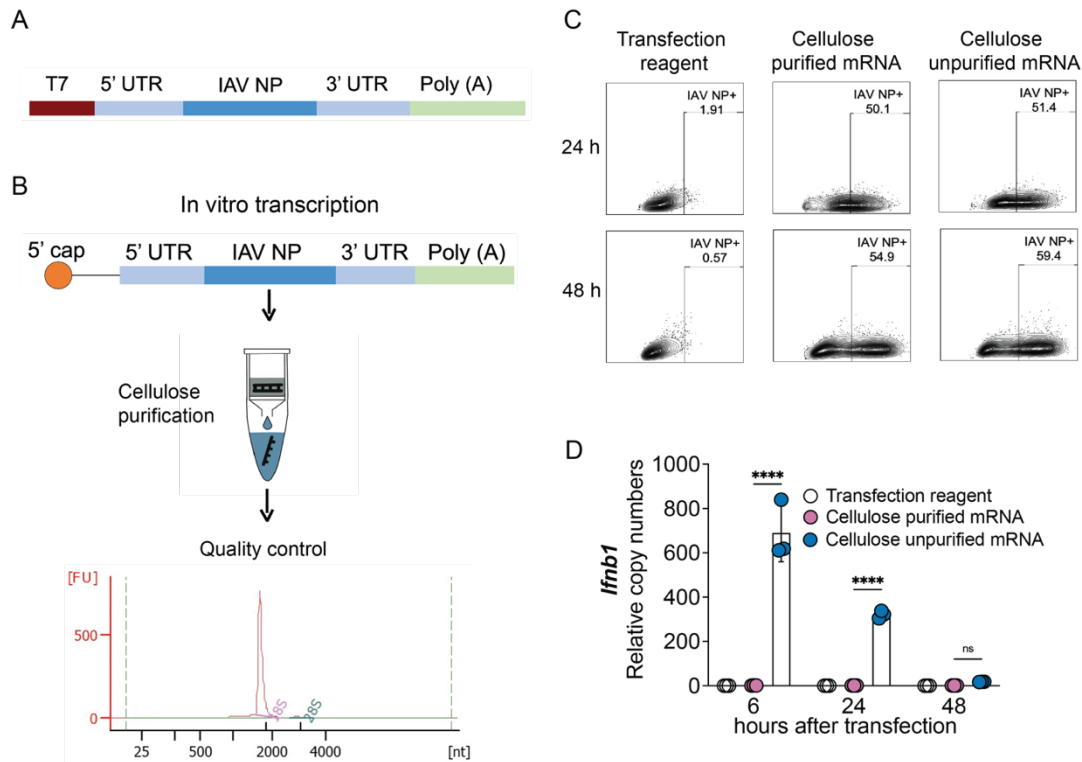 A
T7 5’ UTR IAV NP 3’ UTR Poly (A)
B
In vitro transcription
5’ cap 5’ UTR IAV NP 3’ UTR Poly (A)
Cellulose
purification
Quality control
[FU]
500
0
18S
28S
25 500 2000 4000 [nt]
C
Transfection
reagent
Cellulose
purified mRNA
Cellulose
unpurified mRNA
24 h
IAV NP+
1.91
IAV NP+
50.1
IAV NP+
51.4
48 h
IAV NP+
0.57
IAV NP+
54.9
IAV NP+
59.4
D
Ifnb1
Relative copy numbers
1000
800
600
400
200
0
****
****
ns
Transfection reagent
Cellulose purified mRNA
Cellulose unpurified mRNA
6 24 48
hours after transfection